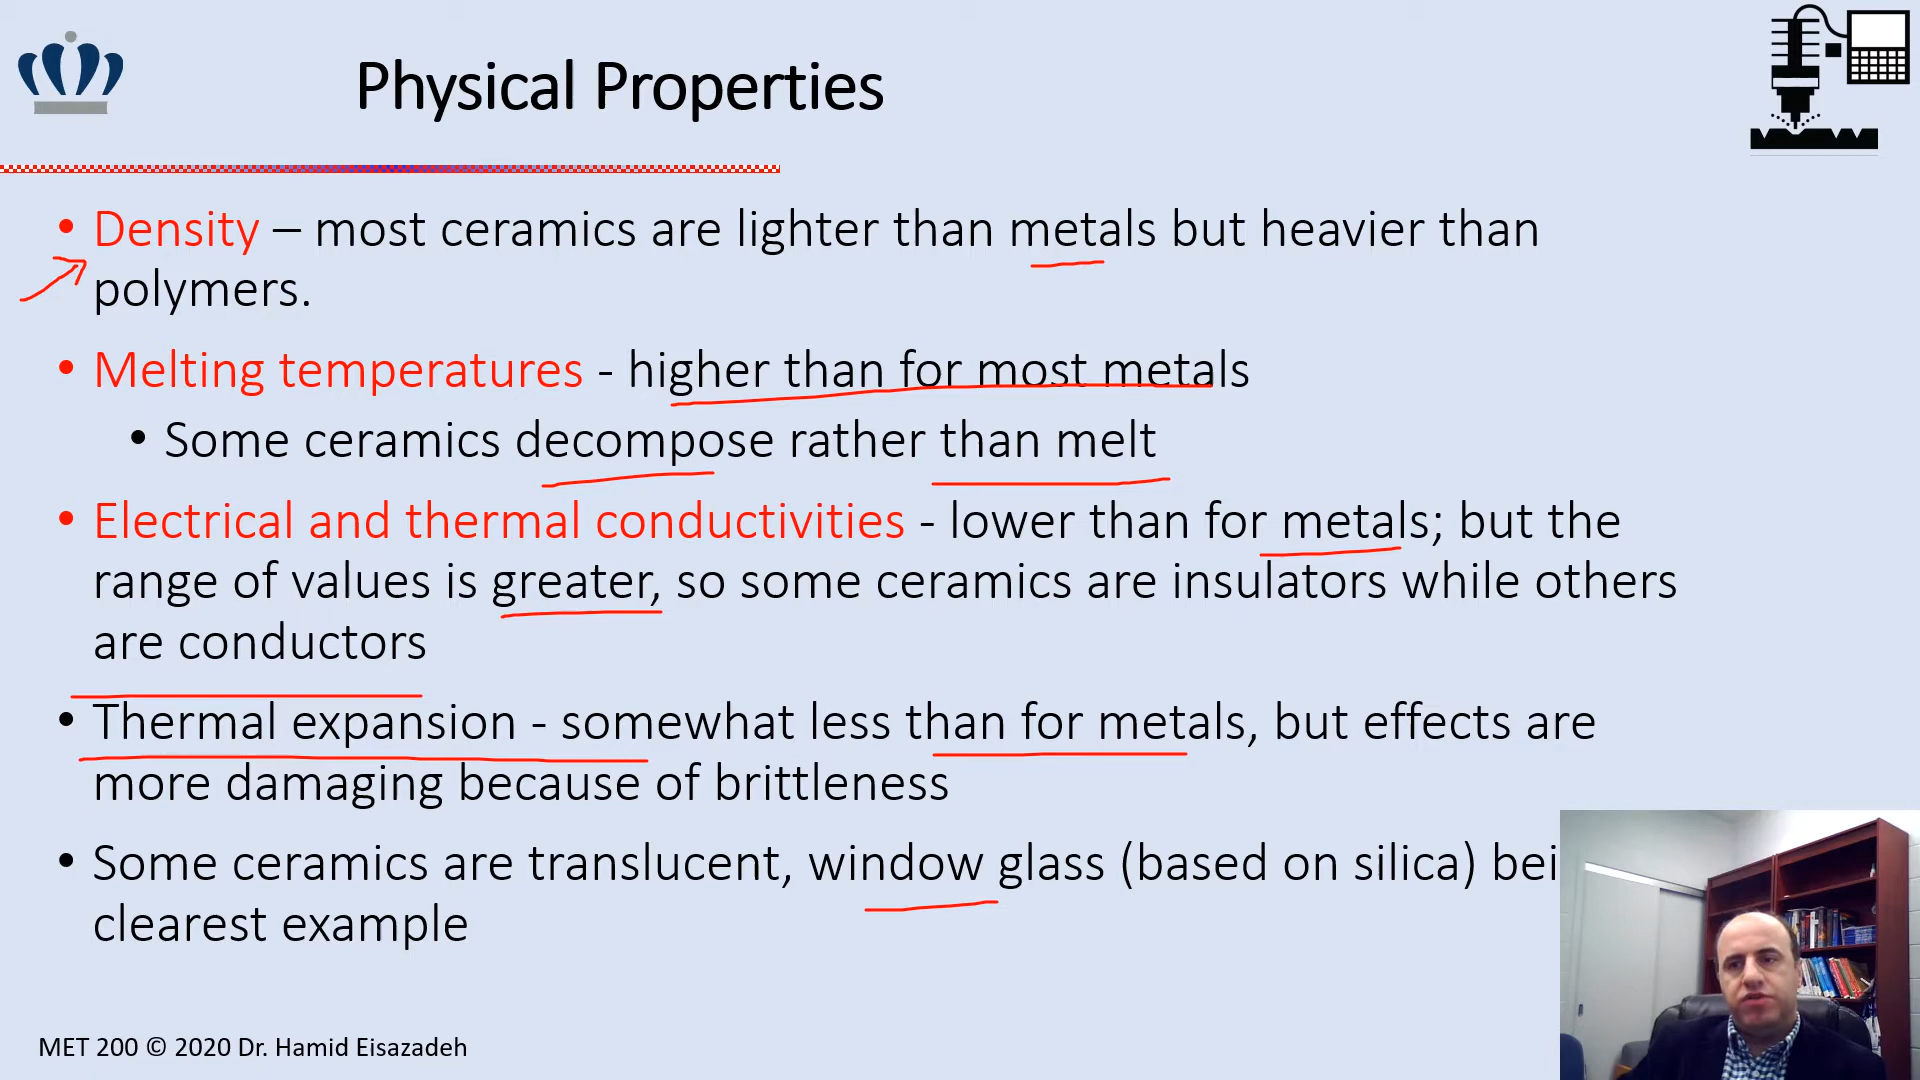 Physical Properties
• Density – most ceramics are lighter than metals but heavier than
polymers.
• Melting temperatures - higher than for most metals
• Some ceramics decompose rather than melt
• Electrical and thermal conductivities - lower than for metals; but the
range of values is greater, so some ceramics are insulators while others
are conductors
• Thermal expansion - somewhat less than for metals, but effects are
more damaging because of brittleness
• Some ceramics are translucent, window glass (based on silica) bei
clearest example
MET 200 © 2020 Dr. Hamid Eisazadeh